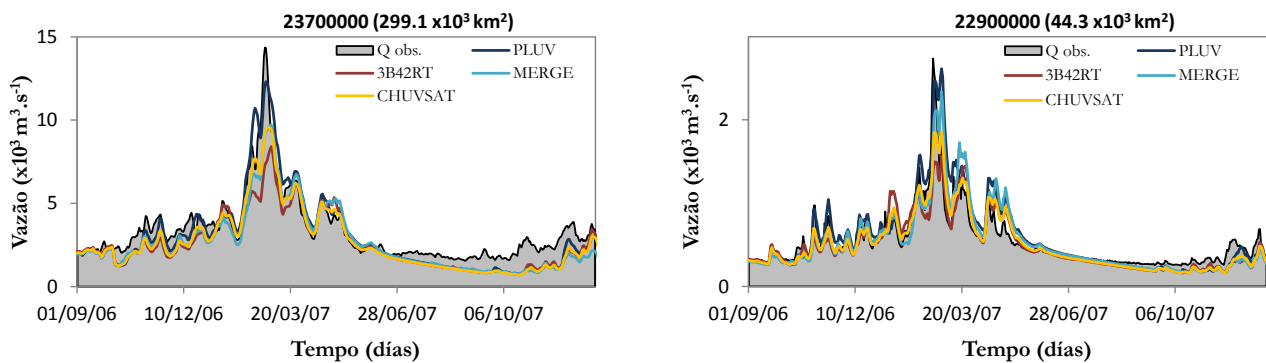 23700000 (299.1 x10³ km²)
15
10
5
0
Vazão (x10³ m³.s⁻¹)
Q obs.
PLUV
3B42RT
MERGE
CHUVSAT
01/09/06 10/12/06 20/03/07 28/06/07 06/10/07
Tempo (días)
22900000 (44.3 x10³ km²)
2
0
Vazão (x10³ m³.s⁻¹)
Q obs.
PLUV
3B42RT
MERGE
CHUVSAT
01/09/06 10/12/06 20/03/07 28/06/07 06/10/07
Tempo (días)